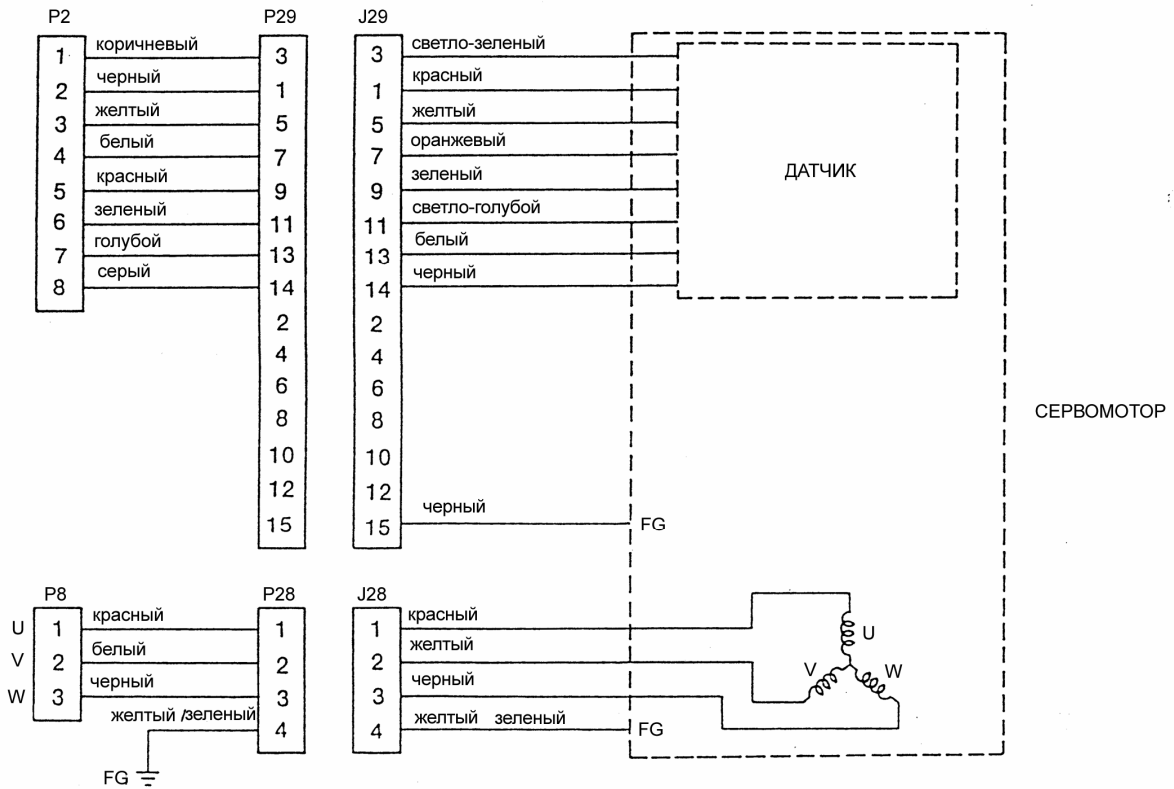 P2 P29 J29
1 коричневый 3 3 светло-зеленый
2 черный 1 1 красный
3 желтый 5 5 желтый
4 белый 7 7 оранжевый
5 красный 9 9 зеленый
6 зеленый 11 11 светло-голубой
7 голубой 13 13 белый
8 серый 14 14 черный
ДАТЧИК
2 2
4 4
6 6
8 8
СЕРВОМОТОР
10 10
12 12
15 15 черный FG
P8 P28 J28
U 1 красный 1 1 красный U
V 2 белый 2 2 желтый V W
W 3 черный 3 3 черный
желтый /зеленый 4 4 желтый зеленый FG
FG